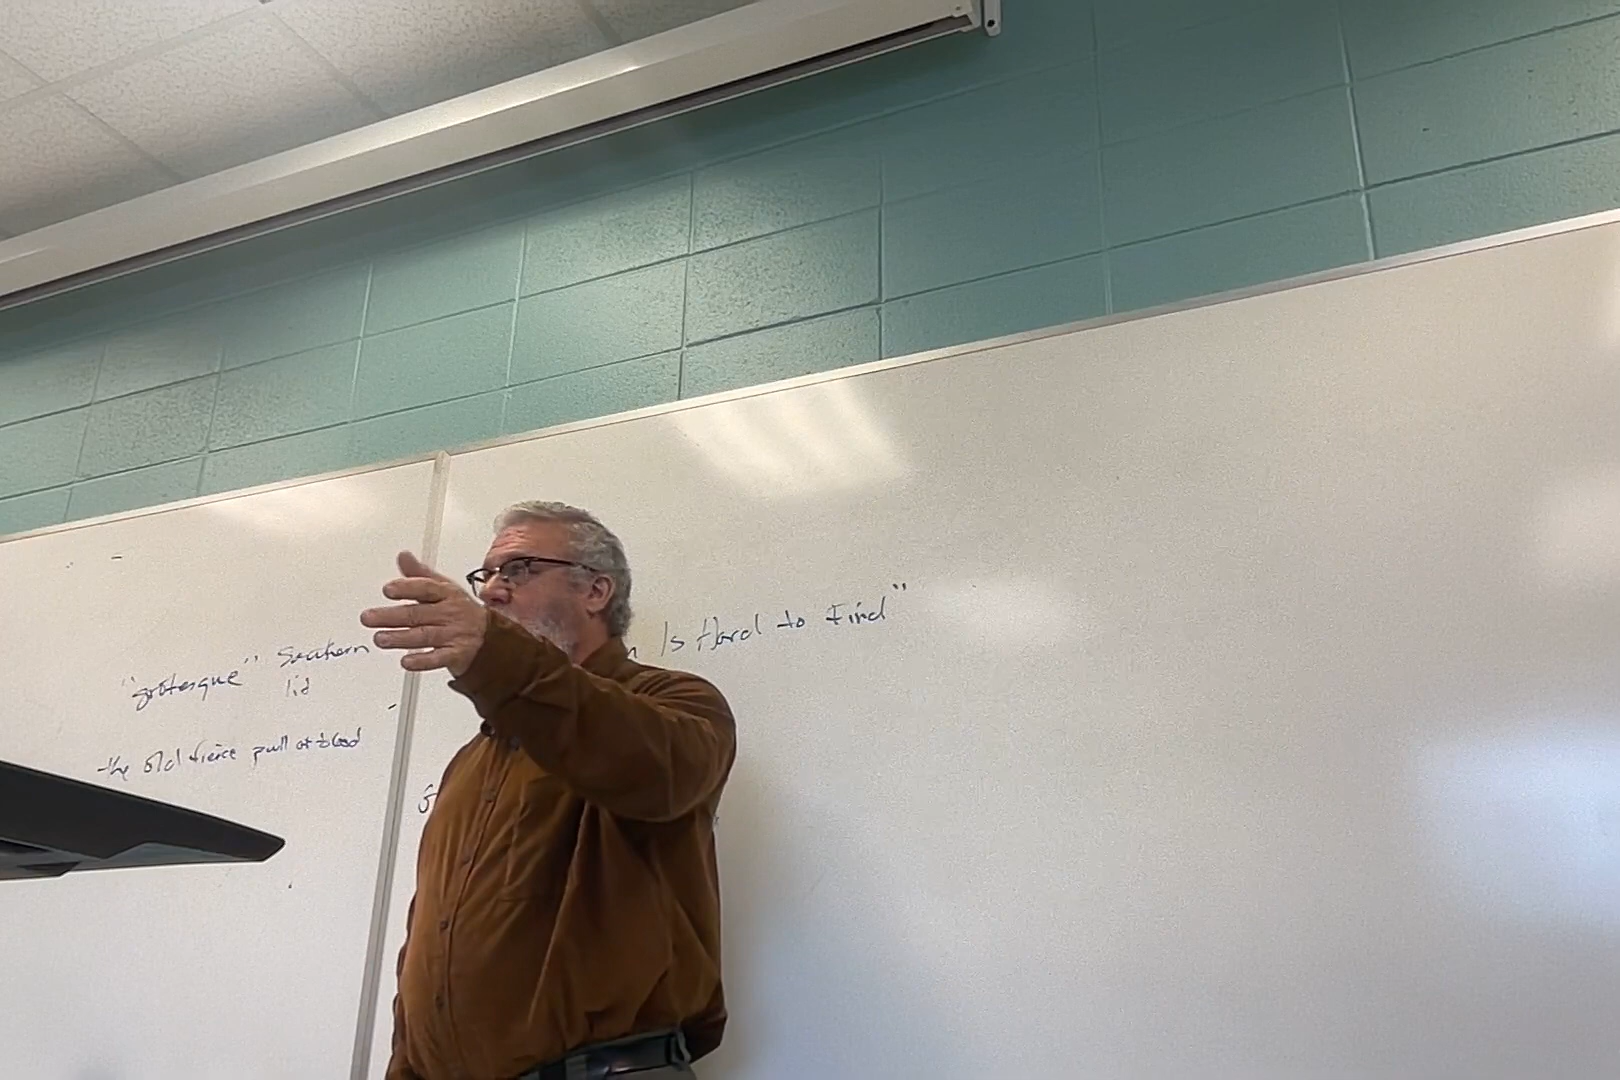 "grotesque" Southern
lit
the old fierce pull of blood
n Is Hard to Find"
G